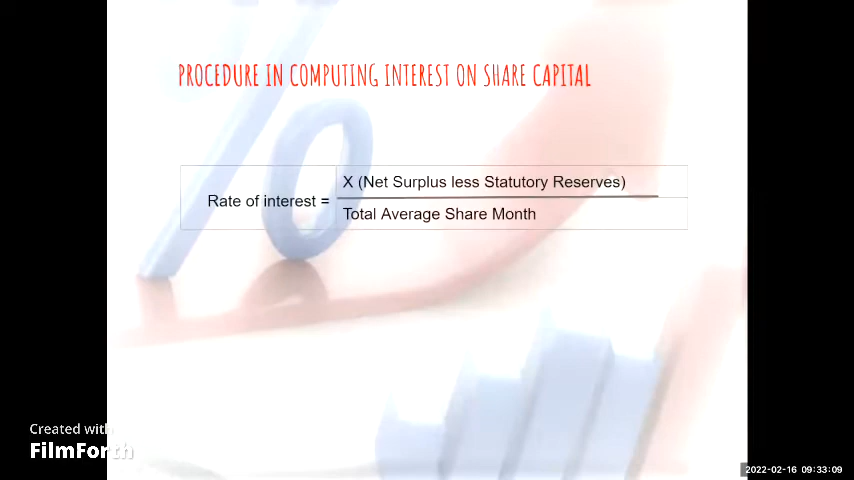 PROCEDURE IN COMPUTING INTEREST ON SHARE CAPITAL
Rate of interest =
X (Net Surplus less Statutory Reserves)
Total Average Share Month
Created with
FilmForth
2022-02-16 09:33:09